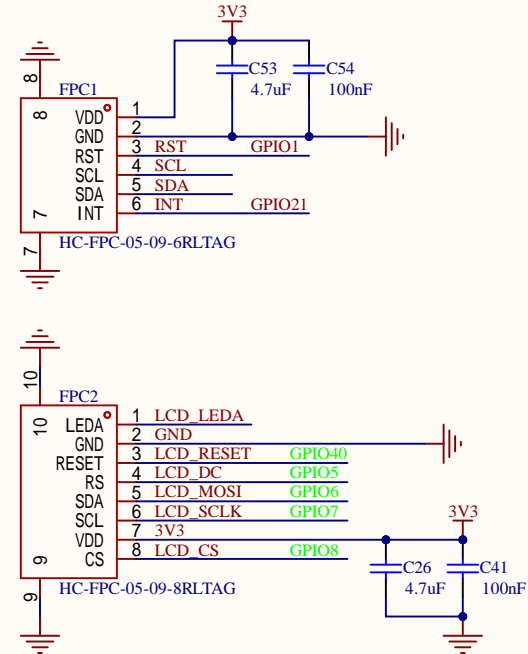 3V3
8
FPC1
C53
C54
4.7uF
100nF
8
VDD
1
GND
2
RST
3
RST
GPIO1
SCL
4
SCL
SDA
5
SDA
7
INT
6
INT
GPIO21
7
HC-FPC-05-09-6RLTAG
10
FPC2
10
LEDA
1
LCD_LEDA
GND
2
GND
RESET
3
LCD_RESET
GPIO40
RS
4
LCD_DC
GPIO5
SDA
5
LCD_MOSI
GPIO6
SCL
6
LCD_SCLK
GPIO7
3V3
VDD
7
3V3
9
CS
8
LCD_CS
GPIO8
C26
C41
4.7uF
100nF
9
HC-FPC-05-09-8RLTAG